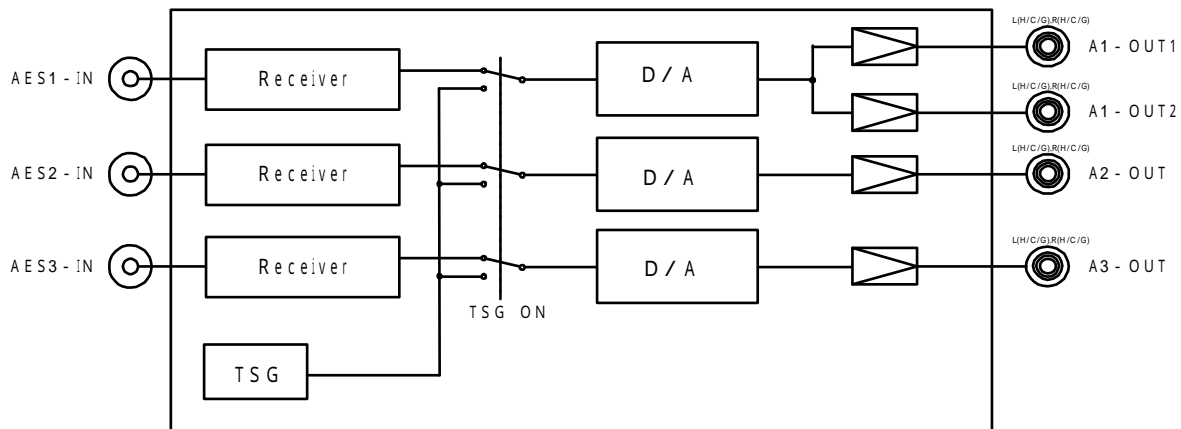 L(H/C/G),R(H/C/G)
AES1-IN Receiver D/A A1-OUT1
L(H/C/G),R(H/C/G)
A1-OUT2
L(H/C/G),R(H/C/G)
AES2-IN Receiver D/A A2-OUT
L(H/C/G),R(H/C/G)
AES3-IN Receiver D/A A3-OUT
TSG ON
TSG